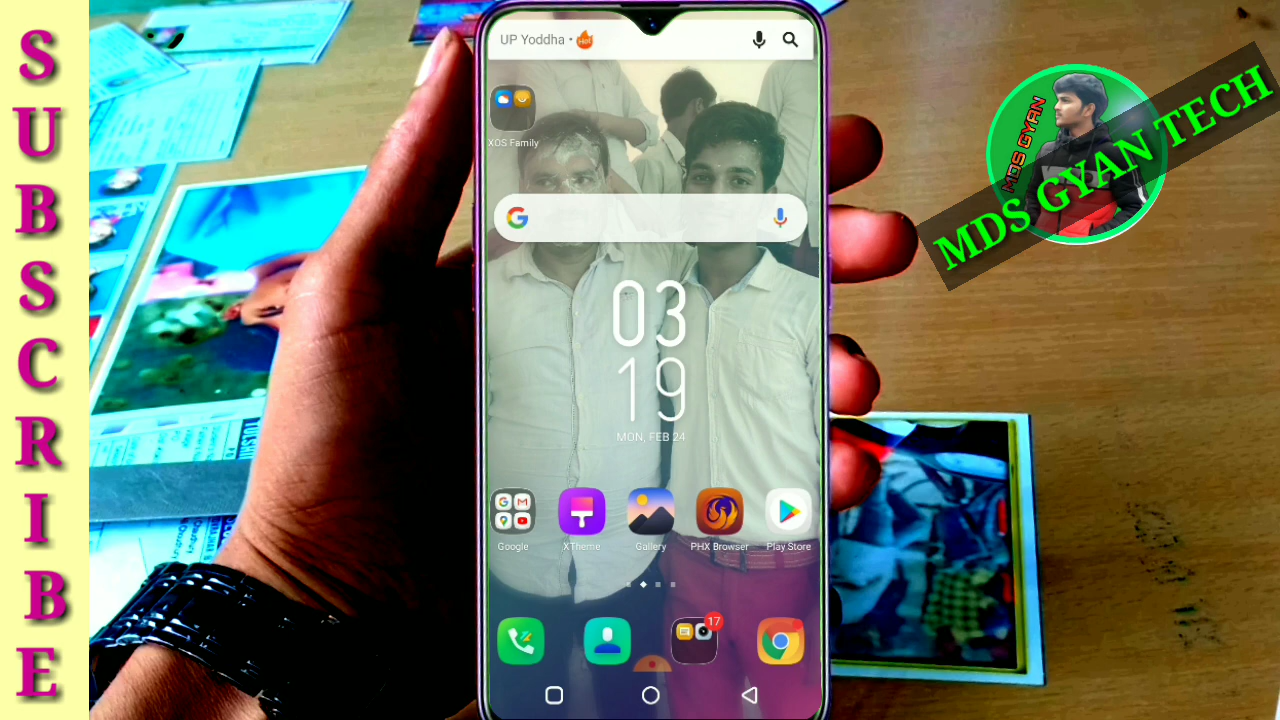 SUBSCRIBE
UP Yoddha • Hot
XOS Family
03
19
MON, FEB 24
Google
XTheme
Gallery
PHX Browser
Play Store
17
MDS GYAN
MDS GYAN TECH